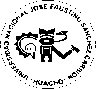 UNIVERSIDAD NACIONAL JOSE FAUSTINO SANCHEZ CARRION
HUACHO